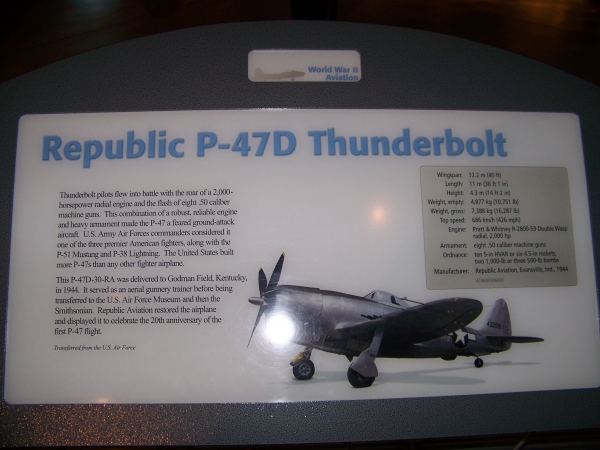 World War II
Aviation
Republic P-47D Thunderbolt
Thunderbolt pilots flew into battle with the roar of a 2,000-
horsepower radial engine and the flash of eight .50 caliber
machine guns. This combination of a robust, reliable engine
and heavy armament made the P-47 a feared ground-attack
aircraft. U.S. Army Air Forces commanders considered it
one of the three premier American fighters, along with the
P-51 Mustang and P-38 Lightning. The United States built
more P-47s than any other fighter airplane.
This P-47D-30-RA was delivered to Godman Field, Kentucky,
in 1944. It served as an aerial gunnery trainer before being
transferred to the U.S. Air Force Museum and then the
Smithsonian. Republic Aviation restored the airplane
and displayed it to celebrate the 20th anniversary of the
first P-47 flight.
Transferred from the U.S. Air Force
Wingspan: 12.2 m (40 ft)
Length: 11 m (36 ft 1 in)
Height: 4.3 m (14 ft 2 in)
Weight, empty: 4,877 kg (10,751 lb)
Weight, gross: 7,388 kg (16,287 lb)
Top speed: 686 km/h (426 mph)
Engine: Pratt & Whitney R-2800-59 Double Wasp
radial, 2,000 hp
Armament: eight .50 caliber machine guns
Ordnance: ten 5-in HVAR or six 4.5-in rockets,
two 1,000-lb or three 500-lb bombs
Manufacturer: Republic Aviation, Evansville, Ind., 1944